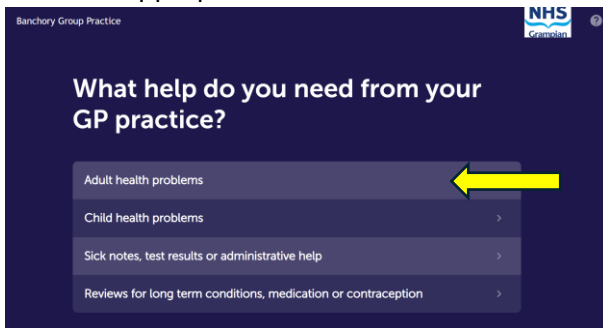 Banchory Group Practice
NHS
Grampian
What help do you need from your
GP practice?
Adult health problems
Child health problems
Sick notes, test results or administrative help
Reviews for long term conditions, medication or contraception